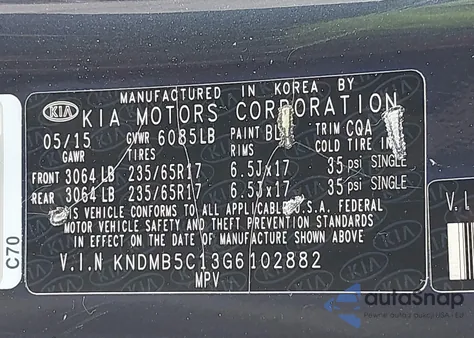 MANUFACTURED IN KOREA BY
KIA KIA MOTORS CORPORATION
05/15 GVWR 6085LB PAINT TRIM CQA
GAWR TIRES RIMS COLD TIRE
FRONT 3064 LB 235/65R17 6.5J×17 35 psi SINGLE
REAR 3064 LB 235/65R17 6.5J×17 35 psi SINGLE
IS VEHICLE CONFORMS TO ALL APPLICABLE U.S.A. FEDERAL
MOTOR VEHICLE SAFETY AND THEFT PREVENTION STANDARDS
IN EFFECT ON THE DATE OF MANUFACTURE SHOWN ABOVE
V.I.N KNDMB5C13G6102882
MPV
C70
V.I.
autoSnap